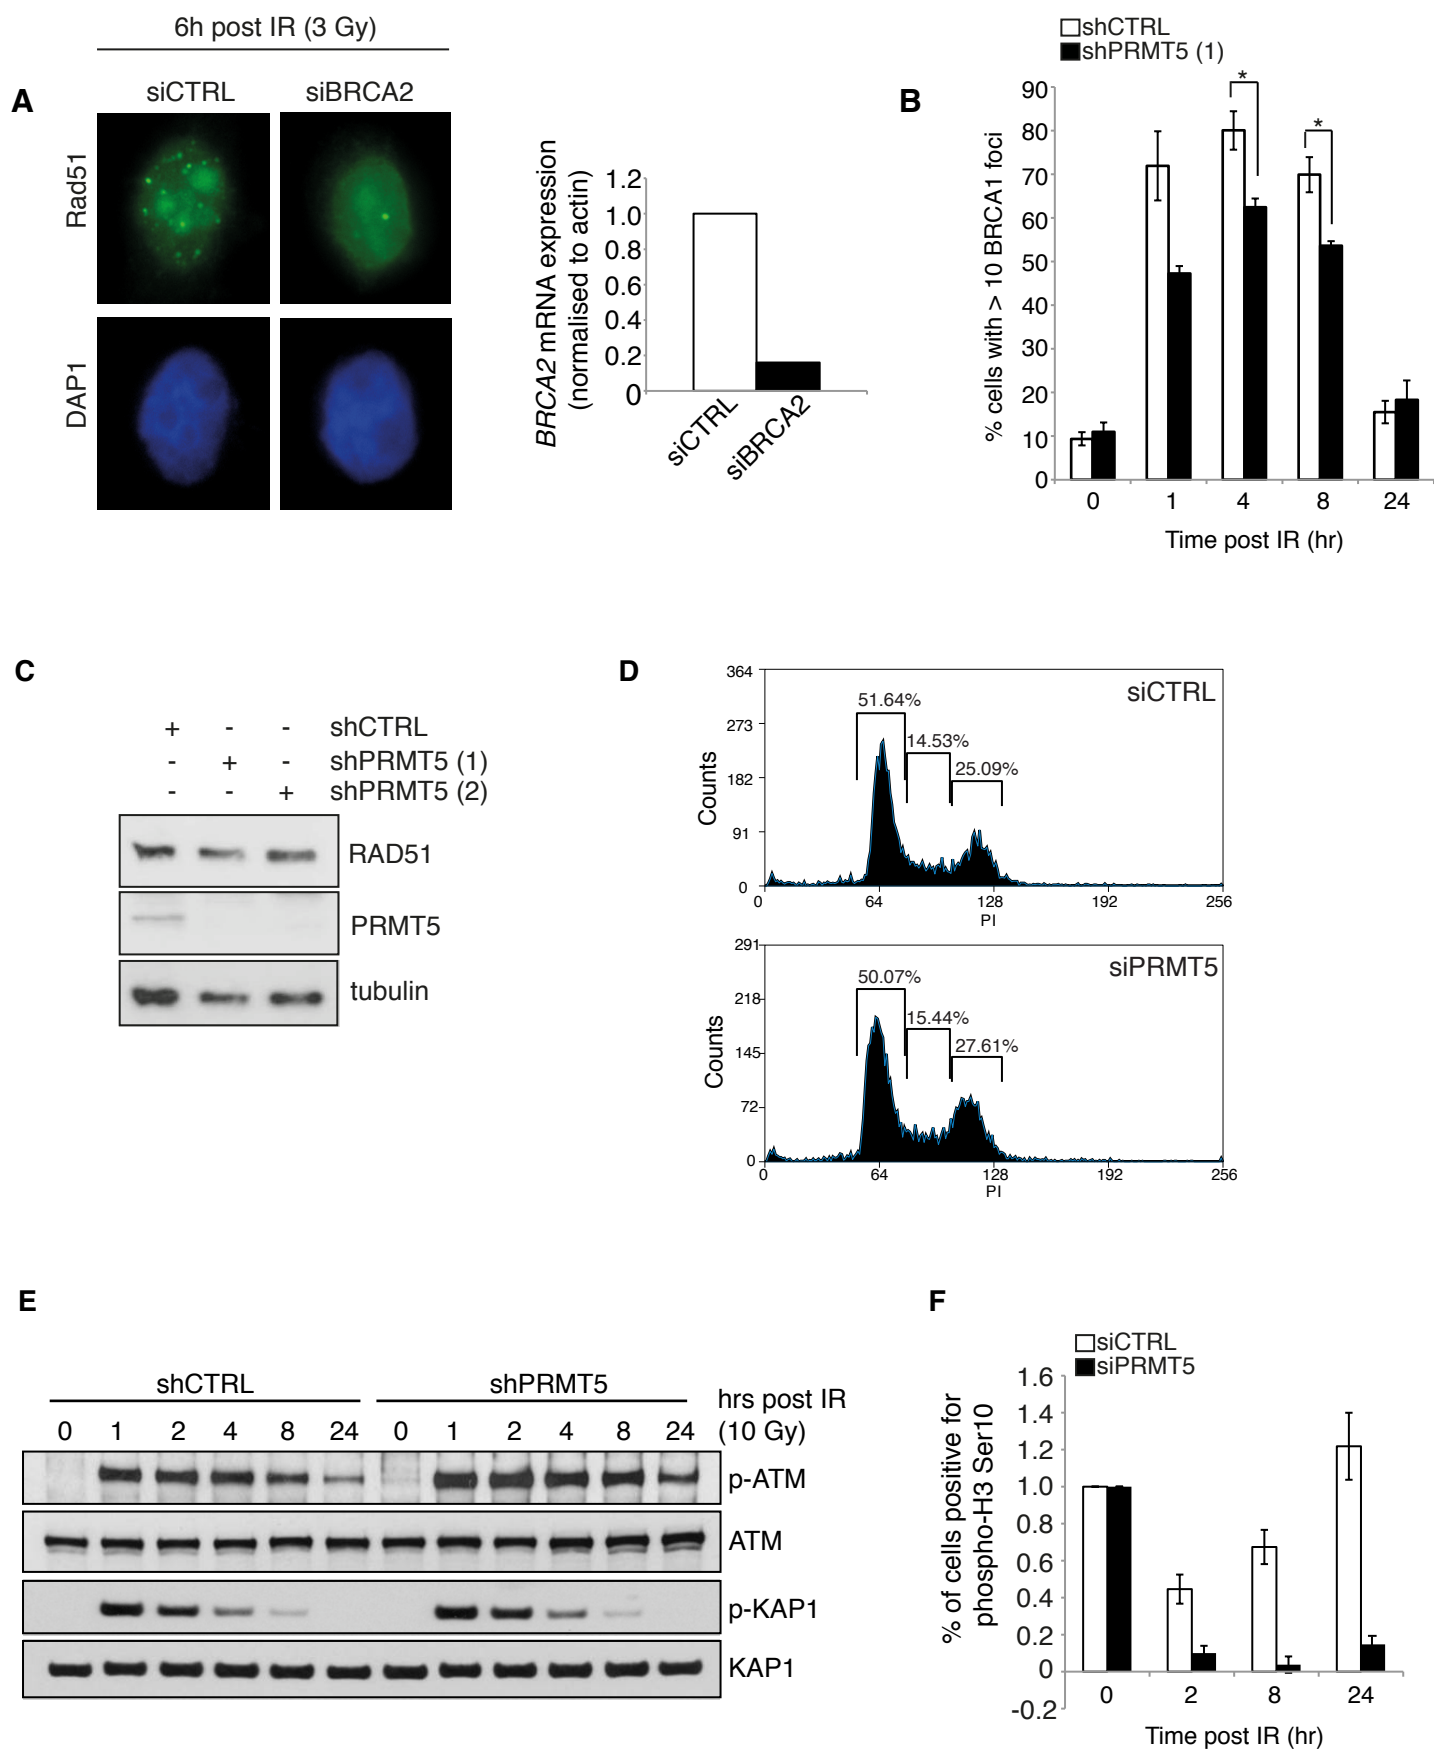 A
6h post IR (3 Gy)
siCTRL siBRCA2
Rad51
DAP1
BRCA2 mRNA expression
(normalised to actin)
1.2
1.0
0.8
0.6
0.4
0.2
0
siCTRL
siBRCA2
B
shCTRL
shPRMT5 (1)
% cells with > 10 BRCA1 foci
90
80
70
60
50
40
30
20
10
0
* *
0 1 4 8 24
Time post IR (hr)
C
+ - - shCTRL
- + - shPRMT5 (1)
- - + shPRMT5 (2)
RAD51
PRMT5
tubulin
D
siCTRL
Counts
364
273
182
91
0
51.64%
14.53%
25.09%
0 64 128 192 256
PI
siPRMT5
Counts
291
218
145
72
0
50.07%
15.44%
27.61%
0 64 128 192 256
PI
E
shCTRL shPRMT5
hrs post IR
0 1 2 4 8 24 0 1 2 4 8 24 (10 Gy)
p-ATM
ATM
p-KAP1
KAP1
F
siCTRL
siPRMT5
% of cells positive for
phospho-H3 Ser10
1.6
1.4
1.2
1.0
0.8
0.6
0.4
0.2
0
-0.2
0 2 8 24
Time post IR (hr)